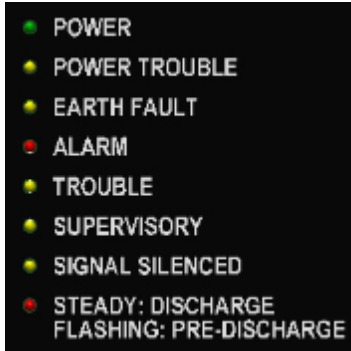 POWER
POWER TROUBLE
EARTH FAULT
ALARM
TROUBLE
SUPERVISORY
SIGNAL SILENCED
STEADY: DISCHARGE
FLASHING: PRE-DISCHARGE